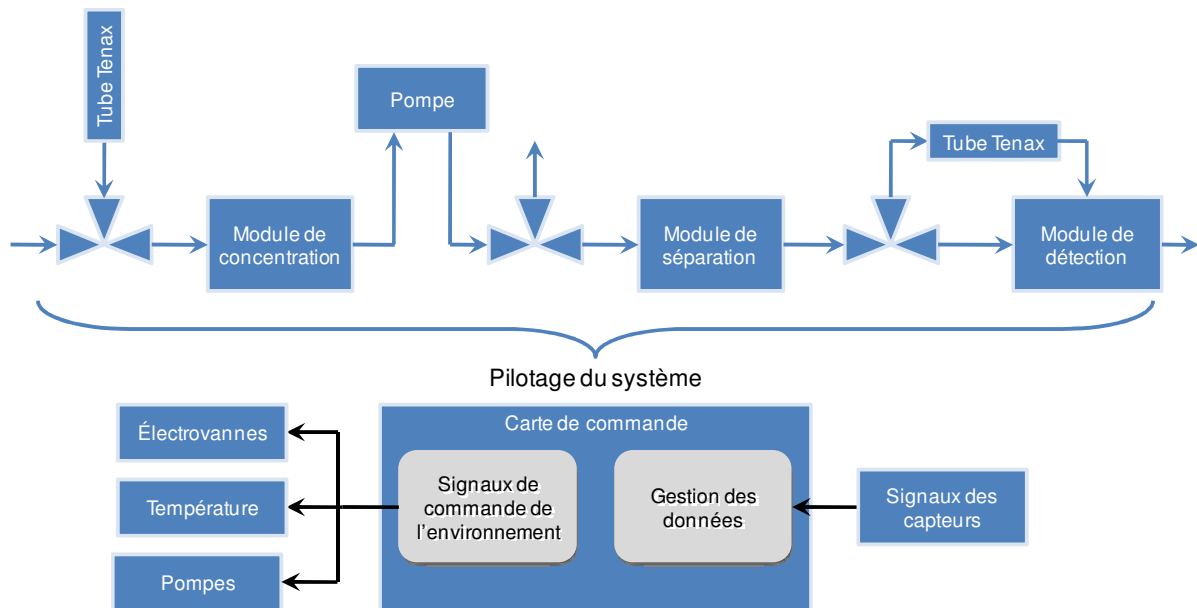 Tube Tenax
Pompe
Tube Tenax
Module de
concentration
Module de
séparation
Module de
détection
Pilotage du système
Carte de commande
Électrovannes
Température
Pompes
Signaux de
commande de
l'environnement
Gestion des
données
Signaux des
capteurs